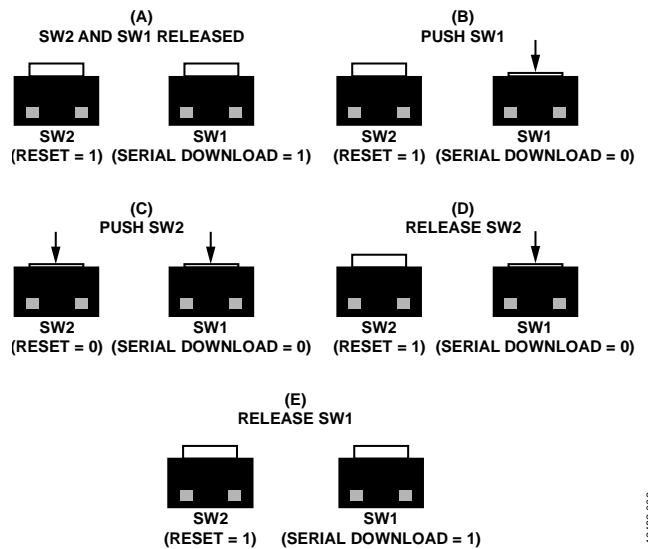 (A)
SW2 AND SW1 RELEASED
SW2
(RESET = 1)
SW1
(SERIAL DOWNLOAD = 1)
(B)
PUSH SW1
SW2
(RESET = 1)
SW1
(SERIAL DOWNLOAD = 0)
(C)
PUSH SW2
SW2
(RESET = 0)
SW1
(SERIAL DOWNLOAD = 0)
(D)
RELEASE SW2
SW2
(RESET = 1)
SW1
(SERIAL DOWNLOAD = 0)
(E)
RELEASE SW1
SW2
(RESET = 1)
SW1
(SERIAL DOWNLOAD = 1)